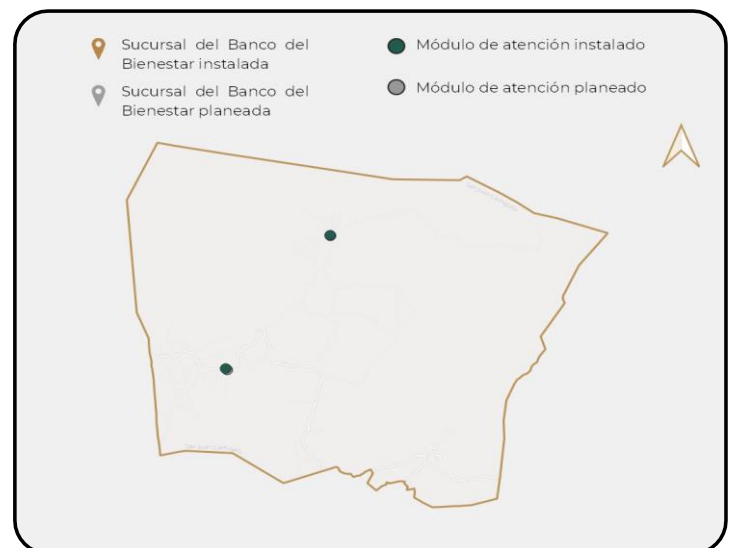 Sucursal del Banco del
Bienestar instalada
Sucursal del Banco del
Bienestar planeada
Módulo de atención instalado
Módulo de atención planeado